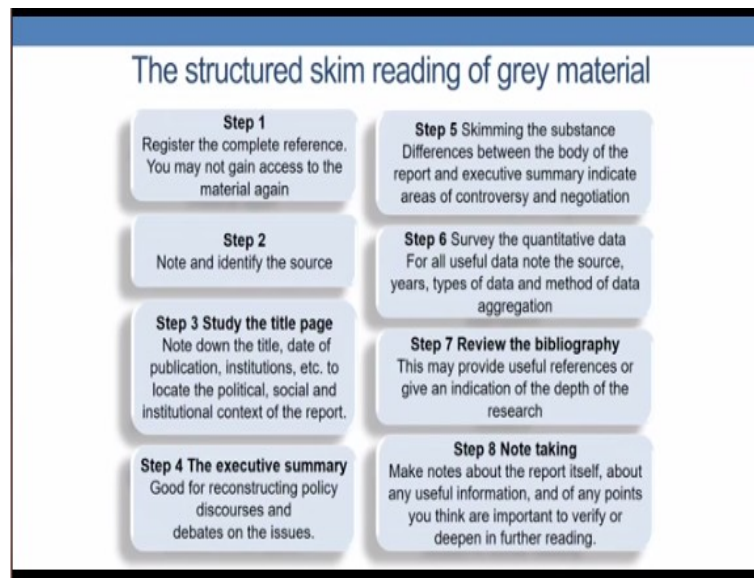 The structured skim reading of grey material
Step 1
Register the complete reference.
You may not gain access to the
material again
Step 2
Note and identify the source
Step 3 Study the title page
Note down the title, date of
publication, institutions, etc. to
locate the political, social and
institutional context of the report.
Step 4 The executive summary
Good for reconstructing policy
discourses and
debates on the issues.
Step 5 Skimming the substance
Differences between the body of the
report and executive summary indicate
areas of controversy and negotiation
Step 6 Survey the quantitative data
For all useful data note the source,
years, types of data and method of data
aggregation
Step 7 Review the bibliography
This may provide useful references or
give an indication of the depth of the
research
Step 8 Note taking
Make notes about the report itself, about
any useful information, and of any points
you think are important to verify or
deepen in further reading.